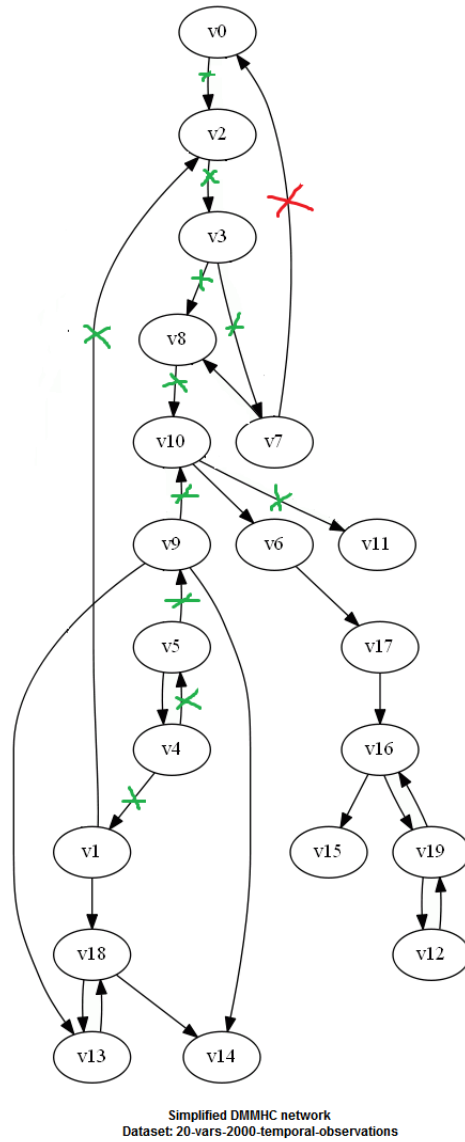 v0
v2
v3
v8
v10
v7
v9
v6
v11
v5
v17
v4
v16
v1
v15
v19
v18
v12
v13
v14
Simplified DMMHC network
Dataset: 20-vars-2000-temporal-observations